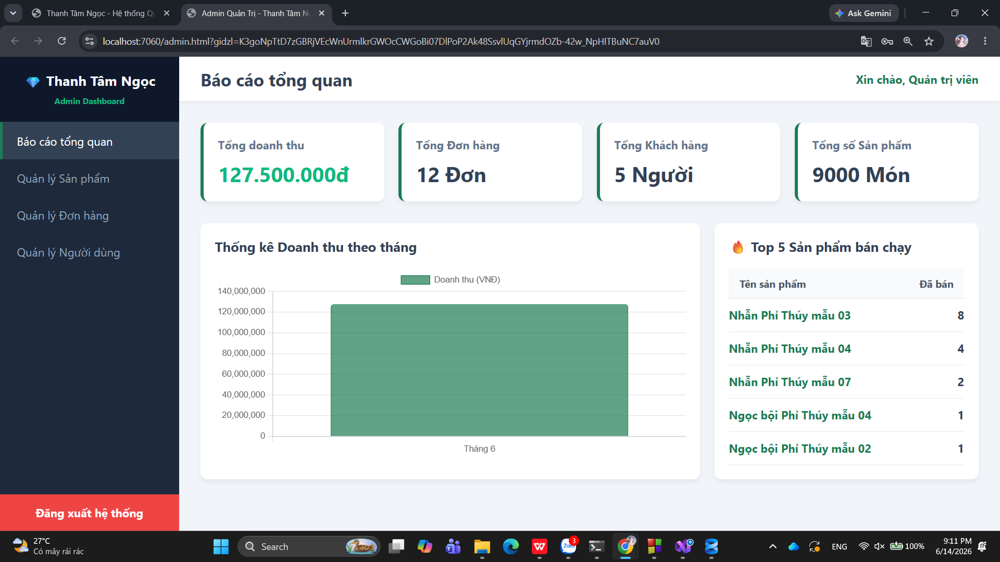 Thanh Tâm Ngọc - Hệ thống Qu
Admin Quản Trị - Thanh Tâm Ng
Ask Gemini
localhost:7060/admin.html?gidzl=K3goNpTtD7zGBRjVEcWnUrmlkrGWOcCWGoBi07DlPoP2Ak48SsvlUqGYjrmdOZb-42w_NpHITBuNC7auV0
Thanh Tâm Ngọc
Admin Dashboard
Báo cáo tổng quan
Quản lý Sản phẩm
Quản lý Đơn hàng
Quản lý Người dùng
Đăng xuất hệ thống
Báo cáo tổng quan
Xin chào, Quản trị viên
Tổng doanh thu
127.500.000đ
Tổng Đơn hàng
12 Đơn
Tổng Khách hàng
5 Người
Tổng số Sản phẩm
9000 Món
Thống kê Doanh thu theo tháng
Doanh thu (VNĐ)
140,000,000
120,000,000
100,000,000
80,000,000
60,000,000
40,000,000
20,000,000
0
Tháng 6
Top 5 Sản phẩm bán chạy
Tên sản phẩm Đã bán
Nhẫn Phỉ Thúy mẫu 03 8
Nhẫn Phỉ Thúy mẫu 04 4
Nhẫn Phỉ Thúy mẫu 07 2
Ngọc bội Phỉ Thúy mẫu 04 1
Ngọc bội Phỉ Thúy mẫu 02 1
27°C
Có mây rải rác
Search
Zalo
3
ENG
100%
9:11 PM
6/14/2026